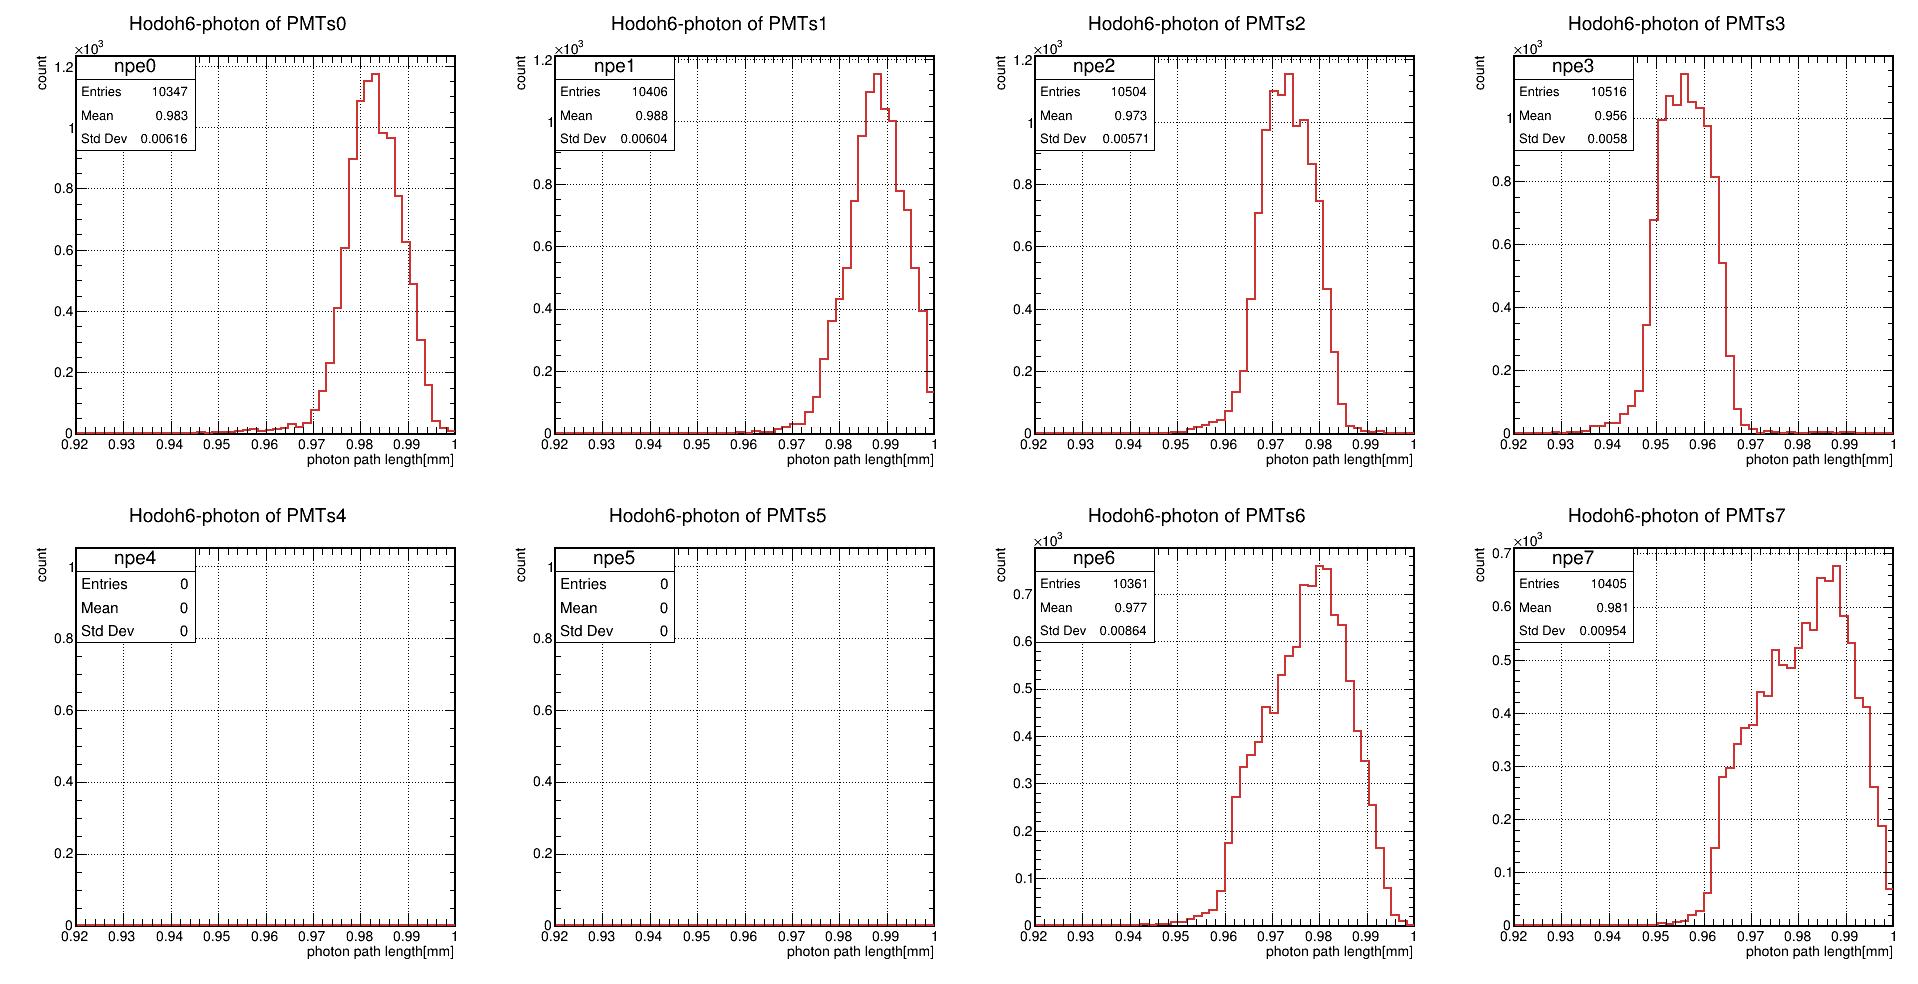 Hodoh6-photon of PMTs0
×10³
count
npe0
Entries 10347
Mean 0.983
Std Dev 0.00616
1.2
1
0.8
0.6
0.4
0.2
0
0.92 0.93 0.94 0.95 0.96 0.97 0.98 0.99 1
photon path length[mm]
Hodoh6-photon of PMTs1
×10³
count
npe1
Entries 10406
Mean 0.988
Std Dev 0.00604
1.2
1
0.8
0.6
0.4
0.2
0
0.92 0.93 0.94 0.95 0.96 0.97 0.98 0.99 1
photon path length[mm]
Hodoh6-photon of PMTs2
×10³
count
npe2
Entries 10504
Mean 0.973
Std Dev 0.00571
1.2
1
0.8
0.6
0.4
0.2
0
0.92 0.93 0.94 0.95 0.96 0.97 0.98 0.99 1
photon path length[mm]
Hodoh6-photon of PMTs3
×10³
count
npe3
Entries 10516
Mean 0.956
Std Dev 0.0058
1
0.8
0.6
0.4
0.2
0
0.92 0.93 0.94 0.95 0.96 0.97 0.98 0.99 1
photon path length[mm]
Hodoh6-photon of PMTs4
count
npe4
Entries 0
Mean 0
Std Dev 0
1
0.8
0.6
0.4
0.2
0
0.92 0.93 0.94 0.95 0.96 0.97 0.98 0.99 1
photon path length[mm]
Hodoh6-photon of PMTs5
count
npe5
Entries 0
Mean 0
Std Dev 0
1
0.8
0.6
0.4
0.2
0
0.92 0.93 0.94 0.95 0.96 0.97 0.98 0.99 1
photon path length[mm]
Hodoh6-photon of PMTs6
×10³
count
npe6
Entries 10361
Mean 0.977
Std Dev 0.00864
0.7
0.6
0.5
0.4
0.3
0.2
0.1
0
0.92 0.93 0.94 0.95 0.96 0.97 0.98 0.99 1
photon path length[mm]
Hodoh6-photon of PMTs7
×10³
count
npe7
Entries 10405
Mean 0.981
Std Dev 0.00954
0.7
0.6
0.5
0.4
0.3
0.2
0.1
0
0.92 0.93 0.94 0.95 0.96 0.97 0.98 0.99 1
photon path length[mm]